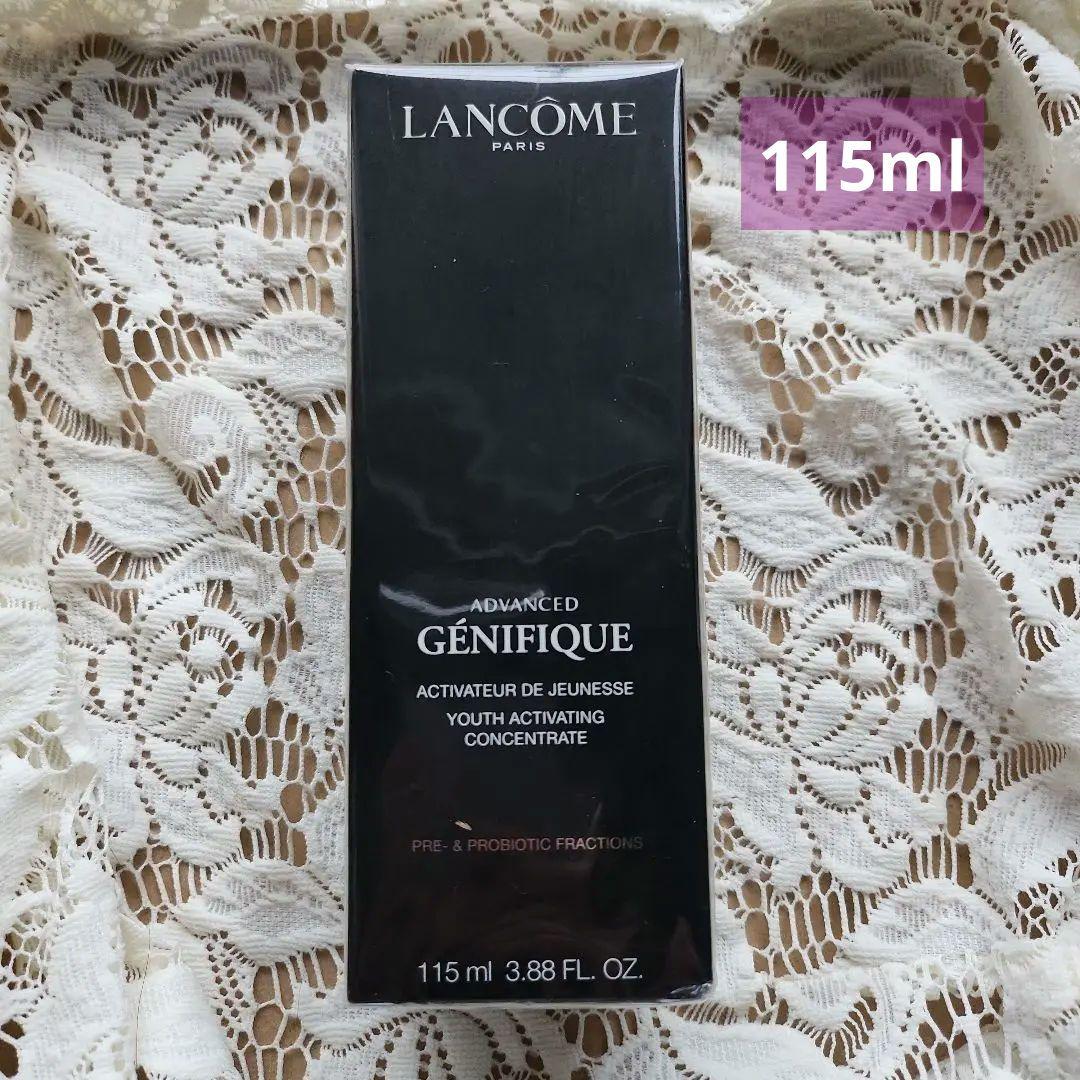 LANCÔME
PARIS
115ml
ADVANCED
GÉNIFIQUE
ACTIVATEUR DE JEUNESSE
YOUTH ACTIVATING
CONCENTRATE
PRE- & PROBIOTIC FRACTIONS
115 ml 3.88 FL. OZ.